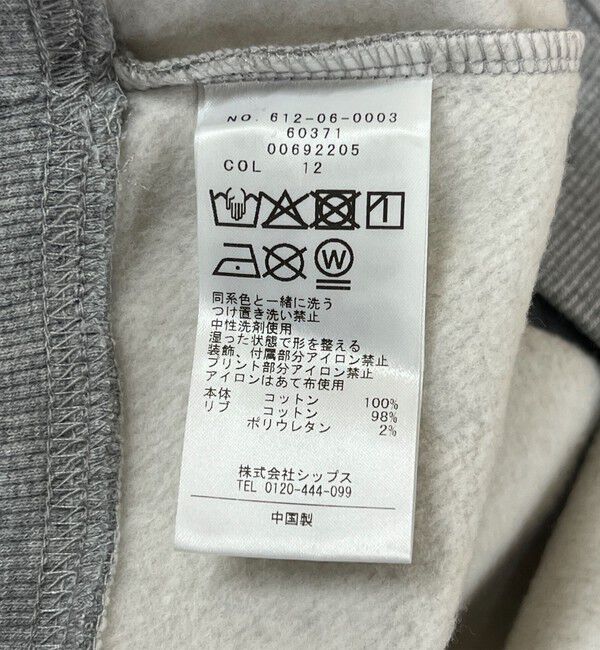 NO. 612-06-0003
60371
00692205
COL 12
W
同系色と一緒に洗う
つけ置き洗い禁止
中性洗剤使用
湿った状態で形を整える
装飾、付属部分アイロン禁止
プリント部分アイロン禁止
アイロンはあて布使用
本体 コットン 100%
リブ コットン 98%
ポリウレタン 2%
株式会社シップス
TEL 0120-444-099
中国製